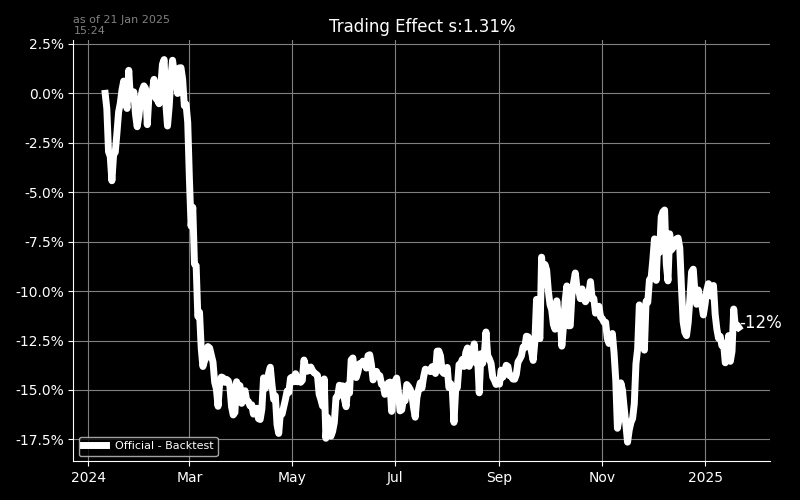 as of 21 Jan 2025
15:24
Trading Effect s:1.31%
2.5%
0.0%
-2.5%
-5.0%
-7.5%
-10.0%
-12.5%
-15.0%
-17.5%
-12%
Official - Backtest
2024 Mar May Jul Sep Nov 2025